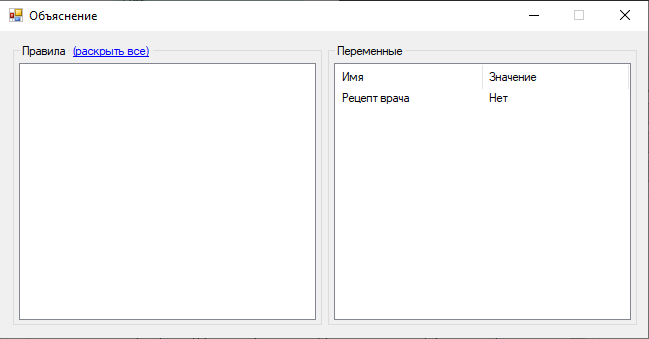 Объяснение
Правила (раскрыть все)
Переменные
Имя Значение
Рецепт врача Нет